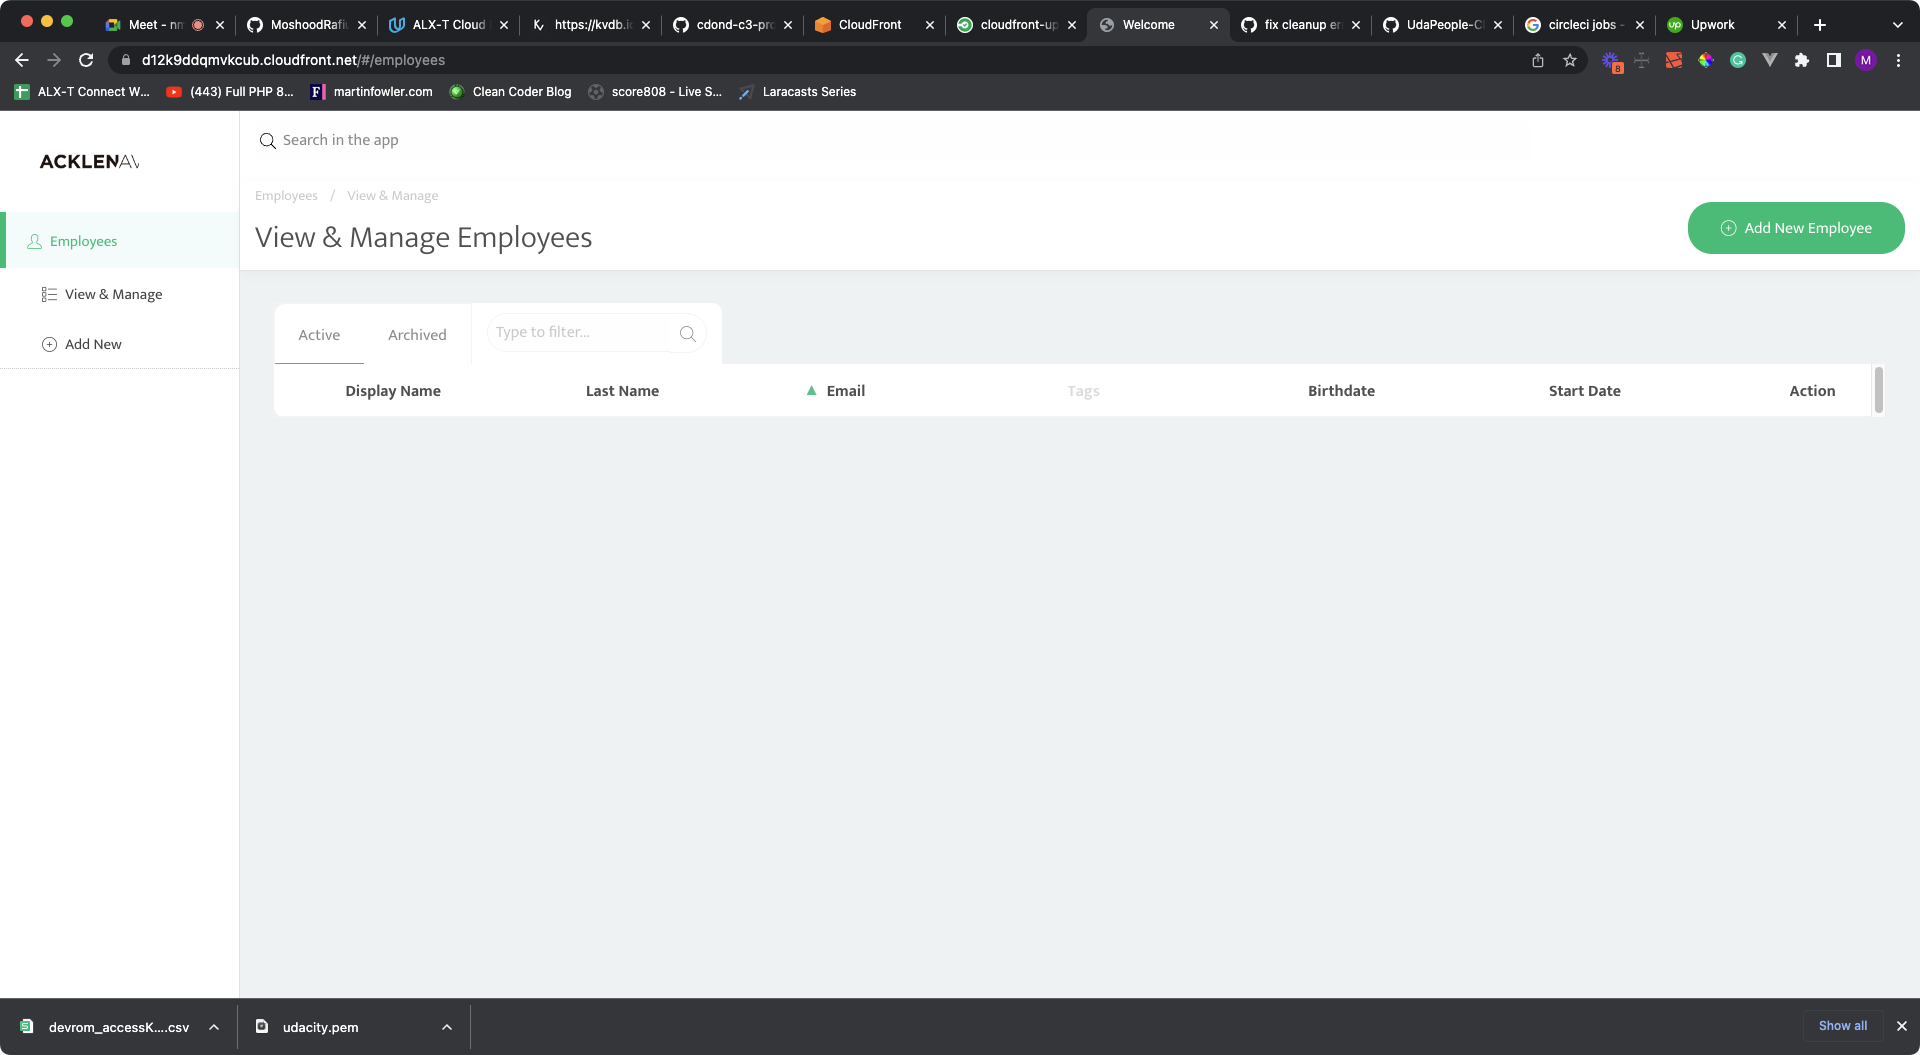 Meet - nm
MoshoodRafiu
ALX-T Cloud
https://kvdb.io
cdond-c3-pro
CloudFront
cloudfront-up
Welcome
fix cleanup er
UdaPeople-C
circleci jobs -
Upwork
d12k9ddqmvkcub.cloudfront.net/#/employees
8
M
ALX-T Connect W...
(443) Full PHP 8...
martinfowler.com
Clean Coder Blog
score808 - Live S...
Laracasts Series
ACKLENAV
Search in the app
Employees / View & Manage
View & Manage Employees
Add New Employee
Employees
View & Manage
Add New
Active
Archived
Type to filter...
Display Name
Last Name
Email
Tags
Birthdate
Start Date
Action
devrom_accessK....csv
udacity.pem
Show all